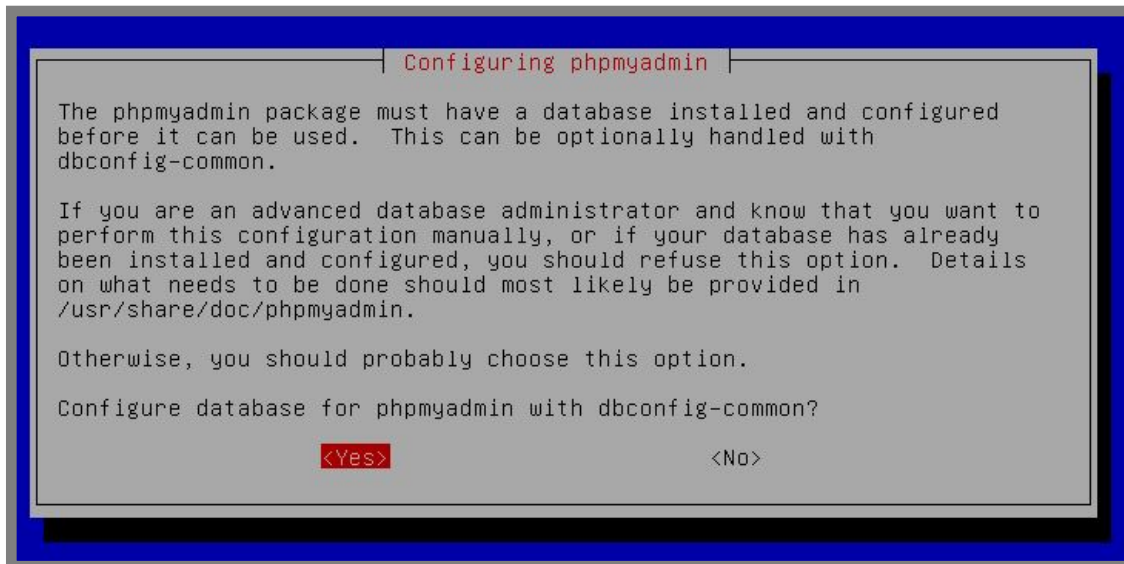 Configuring phpmyadmin
The phpmyadmin package must have a database installed and configured
before it can be used.  This can be optionally handled with
dbconfig-common.
If you are an advanced database administrator and know that you want to
perform this configuration manually, or if your database has already
been installed and configured, you should refuse this option.  Details
on what needs to be done should most likely be provided in
/usr/share/doc/phpmyadmin.
Otherwise, you should probably choose this option.
Configure database for phpmyadmin with dbconfig-common?
<Yes> <No>